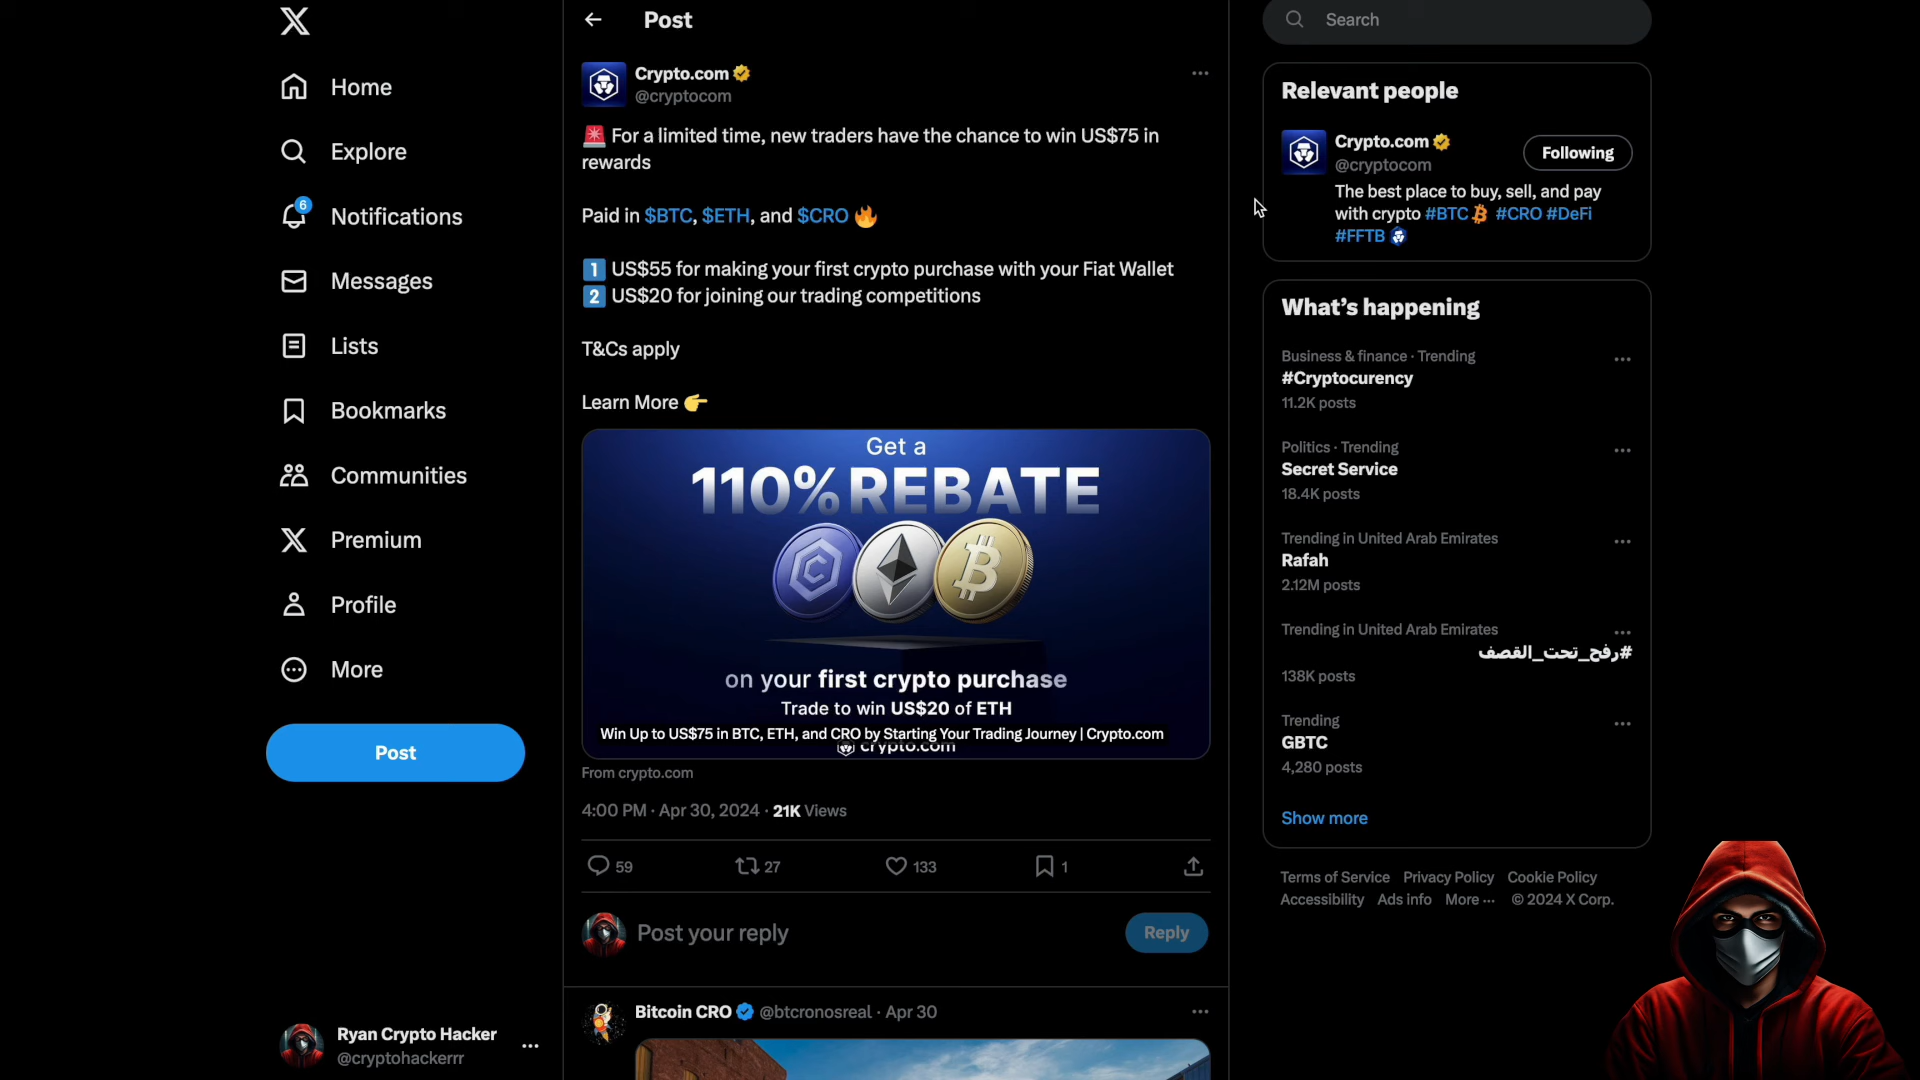 Home
Explore
6
Notifications
Messages
Lists
Bookmarks
Communities
Premium
Profile
More
Post
Ryan Crypto Hacker
@cryptohackerrr
Post
Crypto.com
@cryptocom
For a limited time, new traders have the chance to win US$75 in
rewards
Paid in $BTC, $ETH, and $CRO
1 US$55 for making your first crypto purchase with your Fiat Wallet
2 US$20 for joining our trading competitions
T&Cs apply
Learn More
Get a
110% REBATE
on your first crypto purchase
Trade to win US$20 of ETH
Win Up to US$75 in BTC, ETH, and CRO by Starting Your Trading Journey | Crypto.com
crypto.com
From crypto.com
4:00 PM · Apr 30, 2024 · 21K Views
59 27 133 1
Post your reply
Reply
Bitcoin CRO @btcronosreal · Apr 30
Search
Relevant people
Crypto.com
@cryptocom
Following
The best place to buy, sell, and pay
with crypto #BTC #CRO #DeFi
#FFTB
What's happening
Business & finance · Trending
#Cryptocurency
11.2K posts
Politics · Trending
Secret Service
18.4K posts
Trending in United Arab Emirates
Rafah
2.12M posts
Trending in United Arab Emirates
#رفح_تحت_القصف
138K posts
Trending
GBTC
4,280 posts
Show more
Terms of Service Privacy Policy Cookie Policy
Accessibility Ads info More ··· © 2024 X Corp.